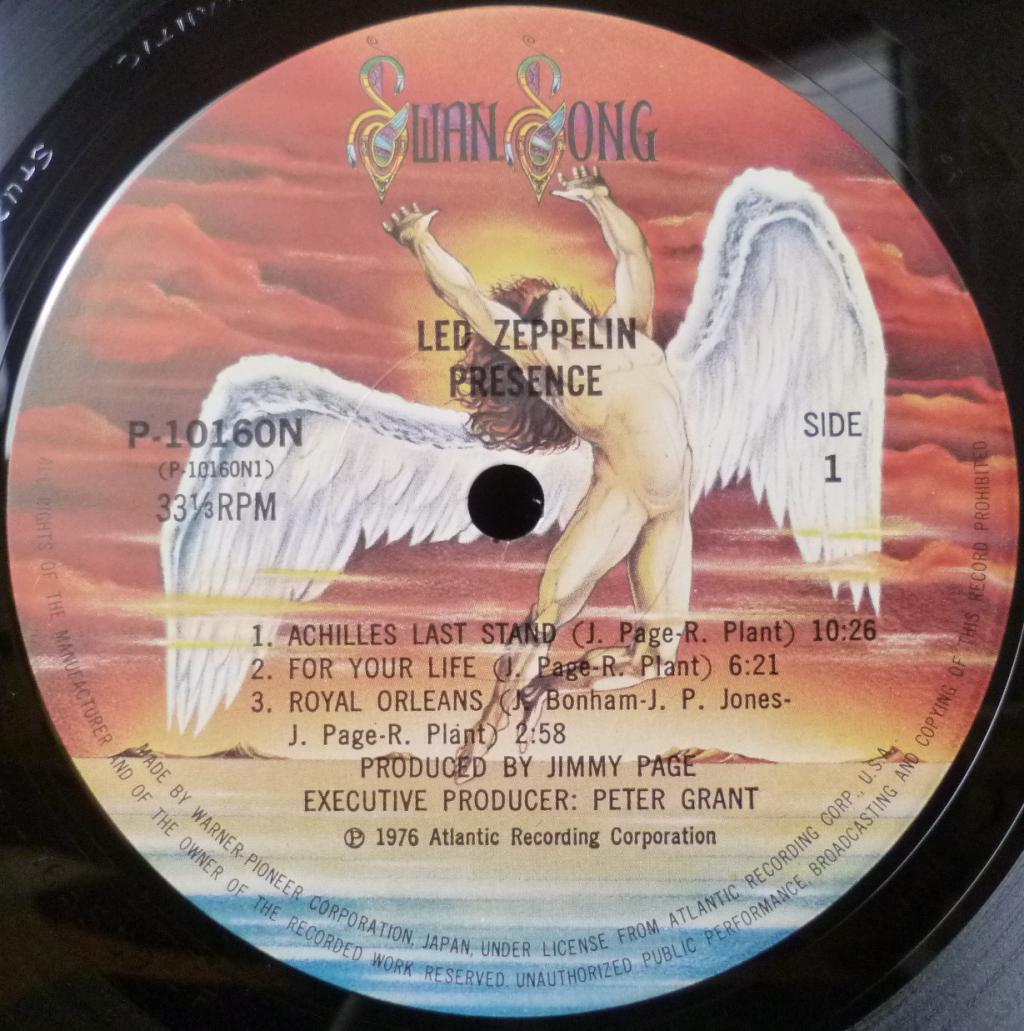 SWAN SONG
LED ZEPPELIN
PRESENCE
P-10160N
(P-10160N1)
33⅓RPM
SIDE
1
1. ACHILLES LAST STAND (J. Page-R. Plant) 10:26
2. FOR YOUR LIFE (J. Page-R. Plant) 6:21
3. ROYAL ORLEANS (J. Bonham-J. P. Jones-
J. Page-R. Plant) 2:58
PRODUCED BY JIMMY PAGE
EXECUTIVE PRODUCER: PETER GRANT
Ⓟ 1976 Atlantic Recording Corporation
MADE BY WARNER-PIONEER CORPORATION, JAPAN, UNDER LICENSE FROM ATLANTIC RECORDING CORP., U.S.A.
ALL RIGHTS OF THE MANUFACTURER AND OF THE OWNER OF THE RECORDED WORK RESERVED. UNAUTHORIZED PUBLIC PERFORMANCE, BROADCASTING AND COPYING OF THIS RECORD PROHIBITED